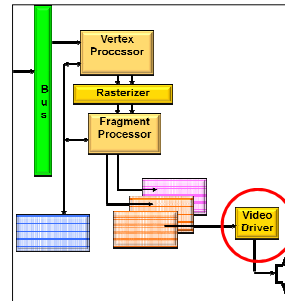 Vertex
Processor
B
u
s
Rasterizer
Fragment
Processor
Video
Driver